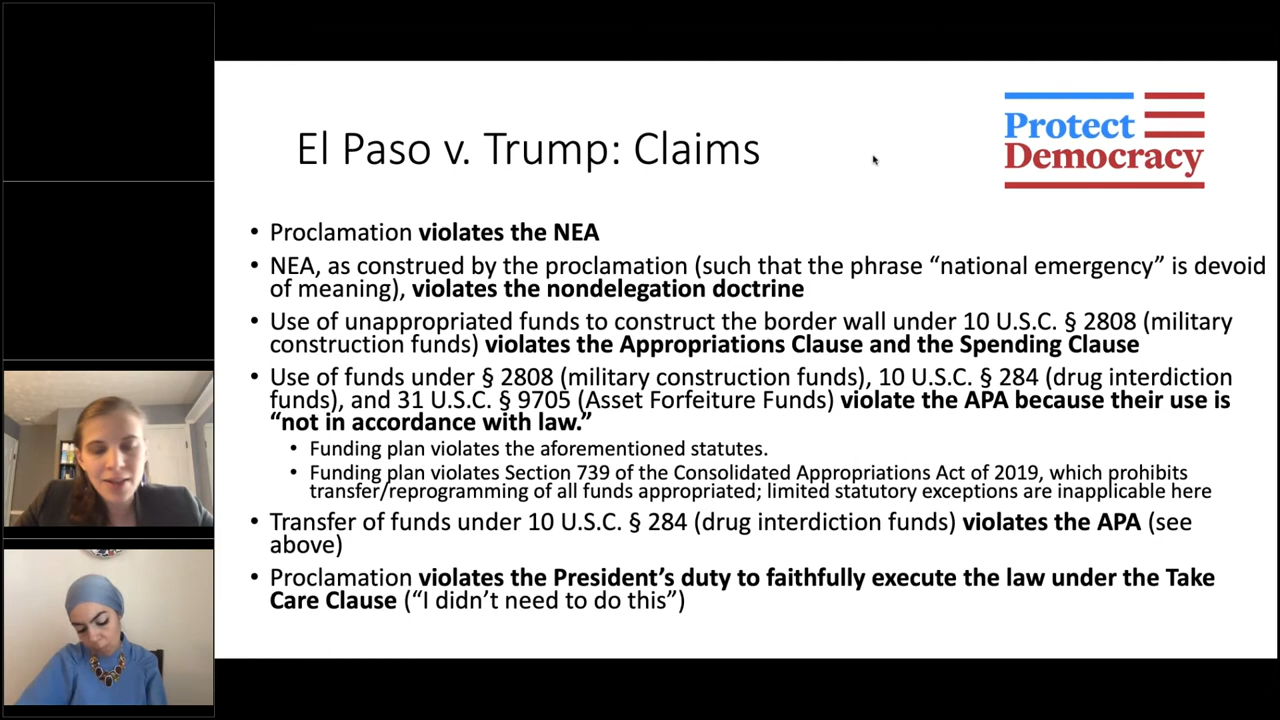 El Paso v. Trump: Claims
Protect
Democracy
• Proclamation violates the NEA
• NEA, as construed by the proclamation (such that the phrase “national emergency” is devoid
of meaning), violates the nondelegation doctrine
• Use of unappropriated funds to construct the border wall under 10 U.S.C. § 2808 (military
construction funds) violates the Appropriations Clause and the Spending Clause
• Use of funds under § 2808 (military construction funds), 10 U.S.C. § 284 (drug interdiction
funds), and 31 U.S.C. § 9705 (Asset Forfeiture Funds) violate the APA because their use is
“not in accordance with law.”
• Funding plan violates the aforementioned statutes.
• Funding plan violates Section 739 of the Consolidated Appropriations Act of 2019, which prohibits
transfer/reprogramming of all funds appropriated; limited statutory exceptions are inapplicable here
• Transfer of funds under 10 U.S.C. § 284 (drug interdiction funds) violates the APA (see
above)
• Proclamation violates the President’s duty to faithfully execute the law under the Take
Care Clause (“I didn’t need to do this”)